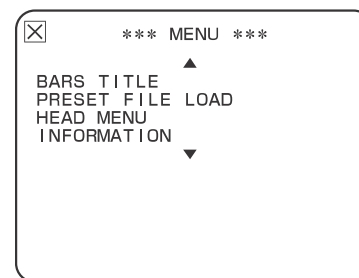 *** MENU ***
BARS TITLE
PRESET FILE LOAD
HEAD MENU
INFORMATION